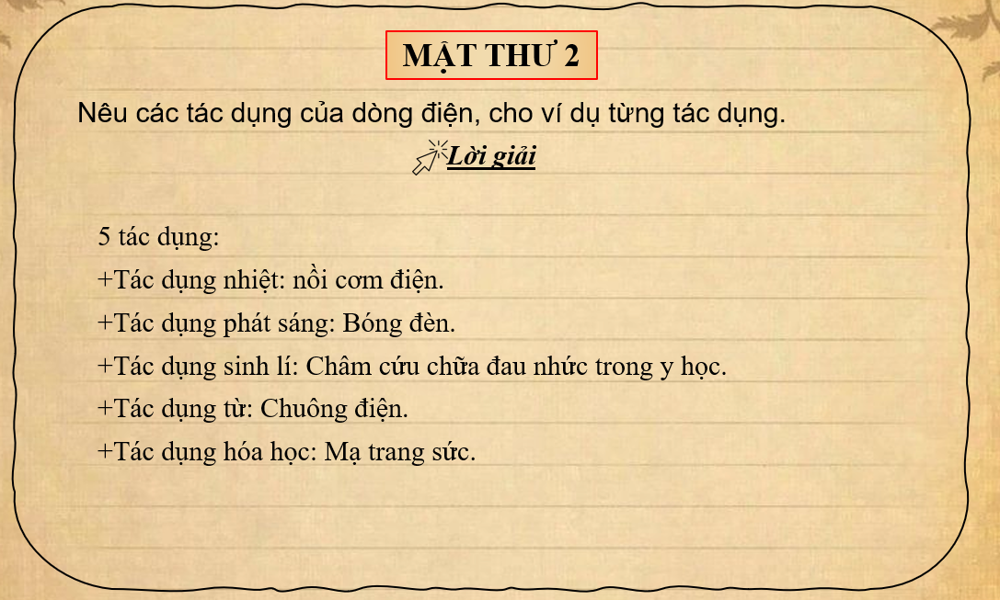 MẬT THƯ 2
Nêu các tác dụng của dòng điện, cho ví dụ từng tác dụng.
Lời giải
5 tác dụng:
+Tác dụng nhiệt: nồi cơm điện.
+Tác dụng phát sáng: Bóng đèn.
+Tác dụng sinh lí: Châm cứu chữa đau nhức trong y học.
+Tác dụng từ: Chuông điện.
+Tác dụng hóa học: Mạ trang sức.